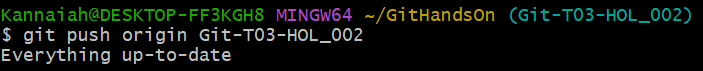 Kannaiah@DESKTOP-FF3KGH8 MINGW64 ~/GitHandsOn (Git-T03-HOL_002)
$ git push origin Git-T03-HOL_002
Everything up-to-date